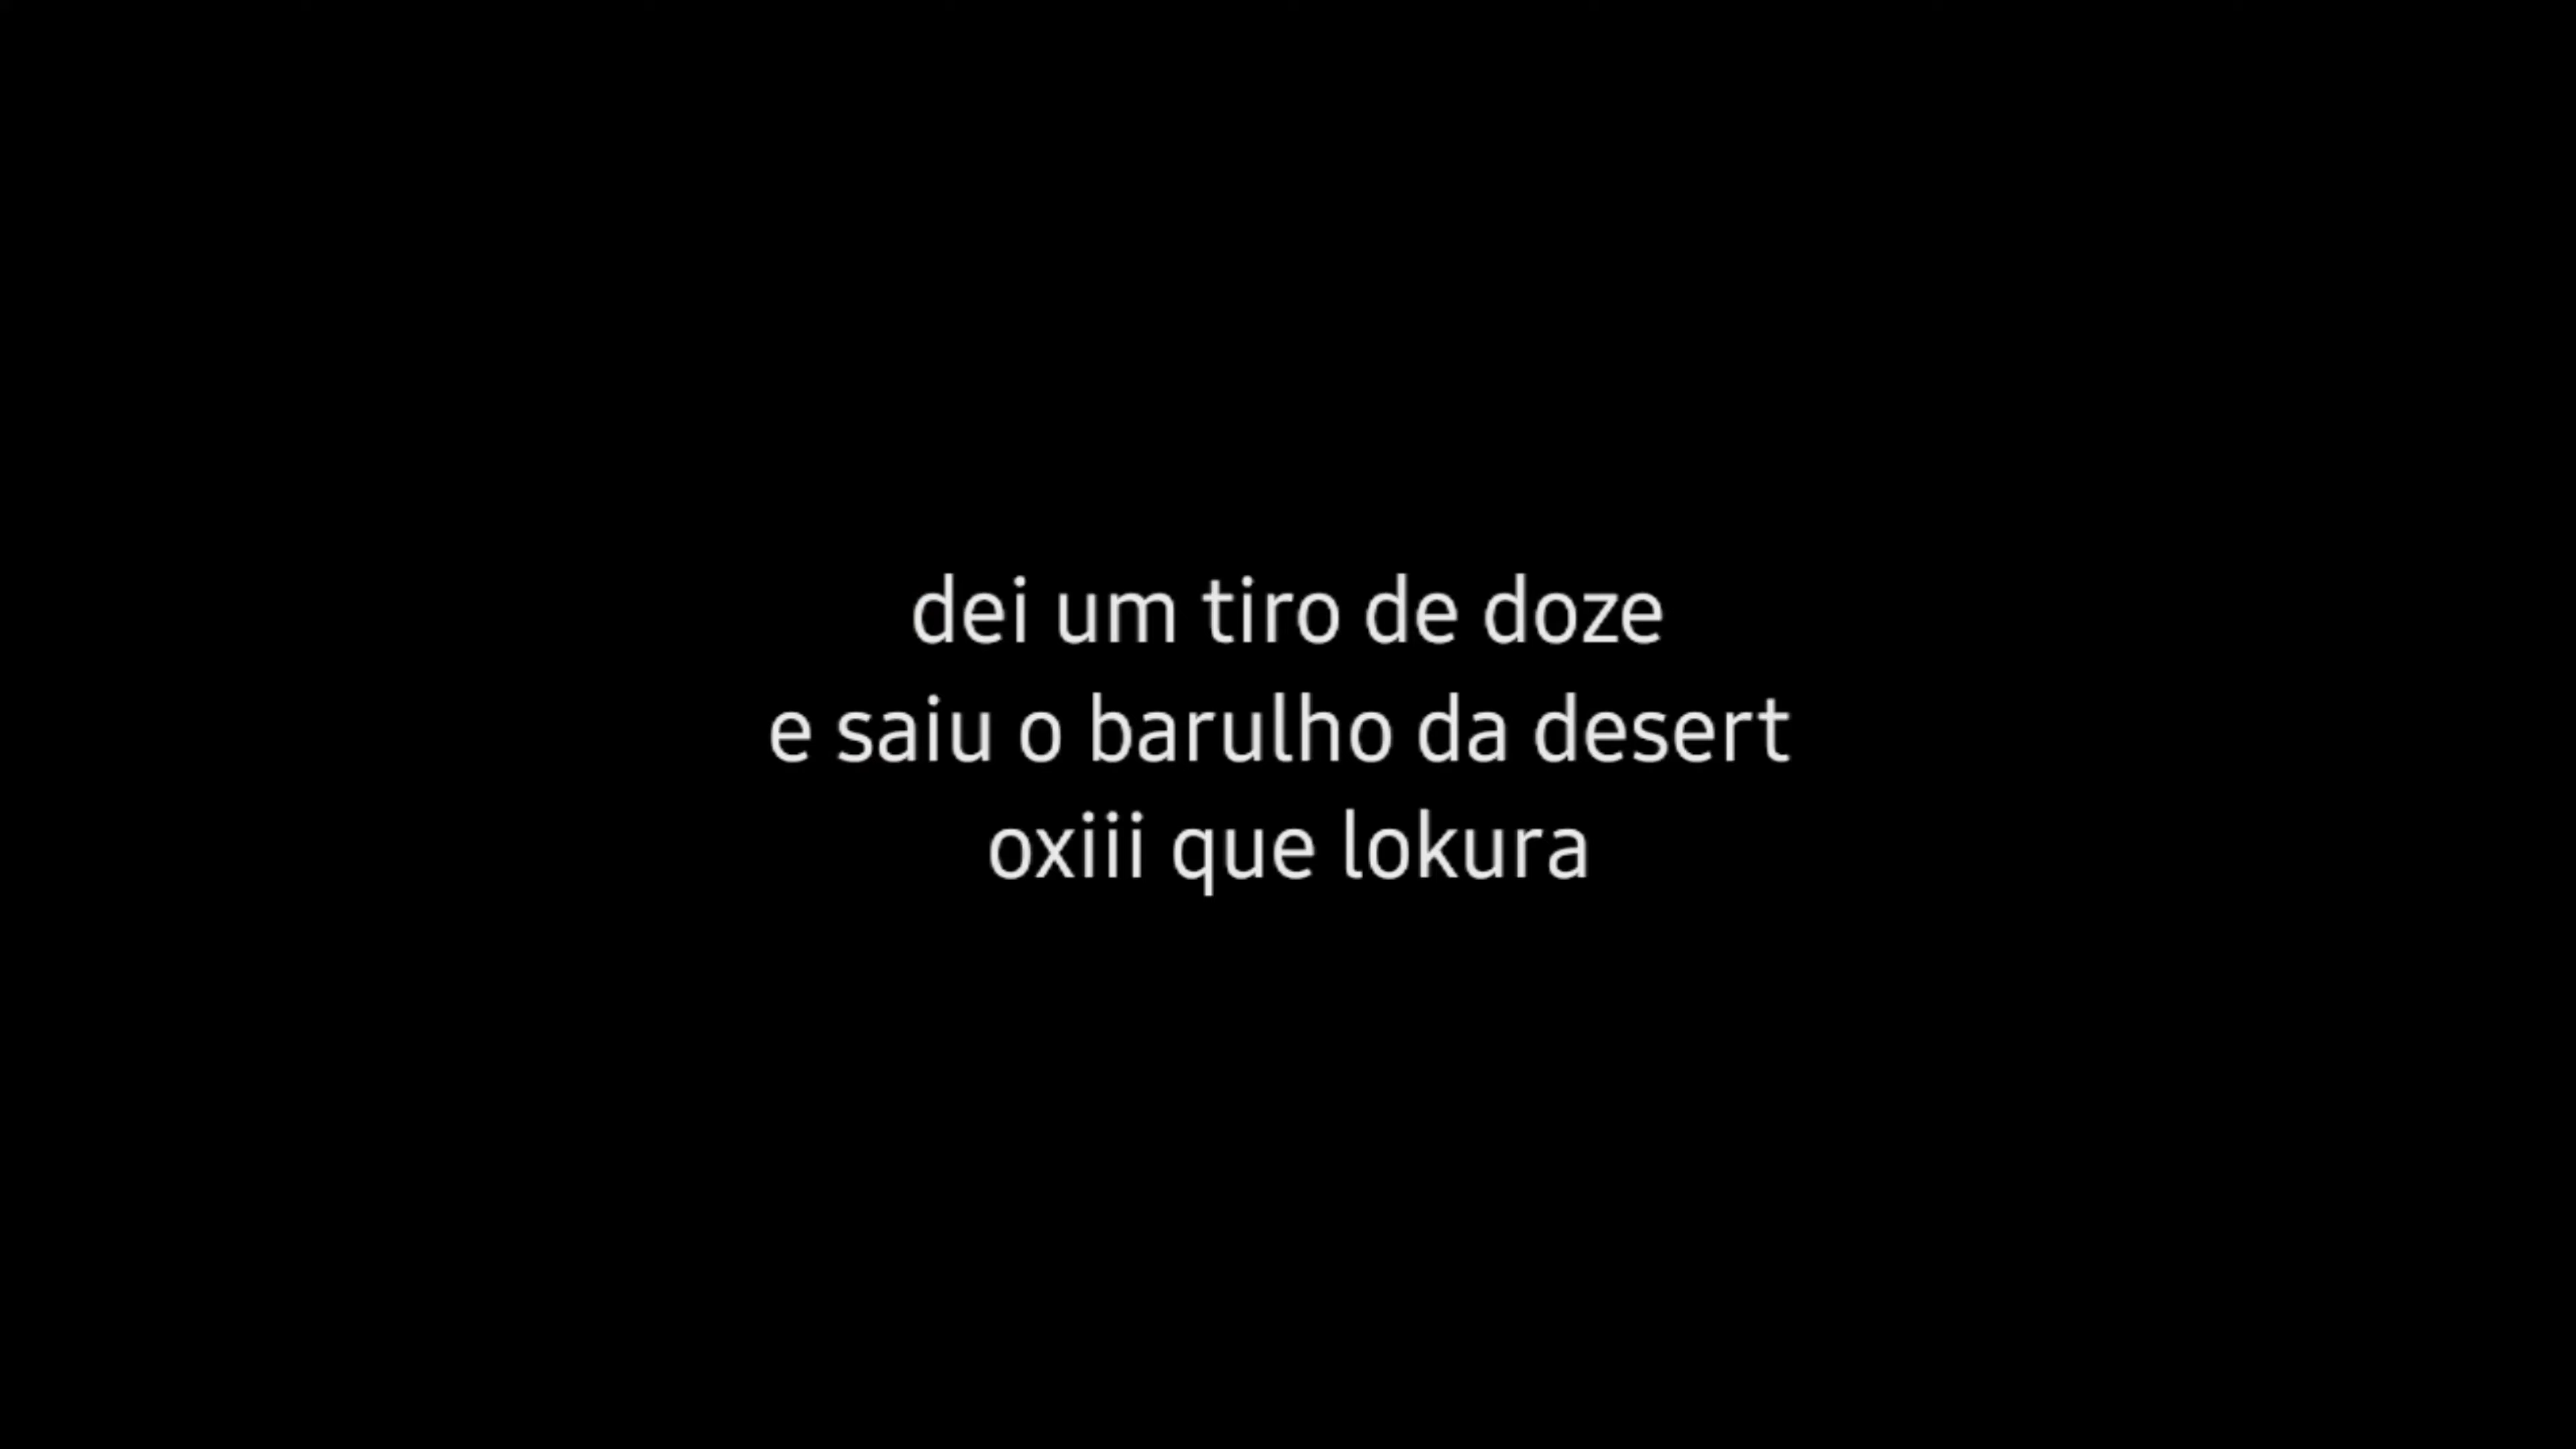 dei um tiro de doze
e saiu o barulho da desert
oxiii que lokura